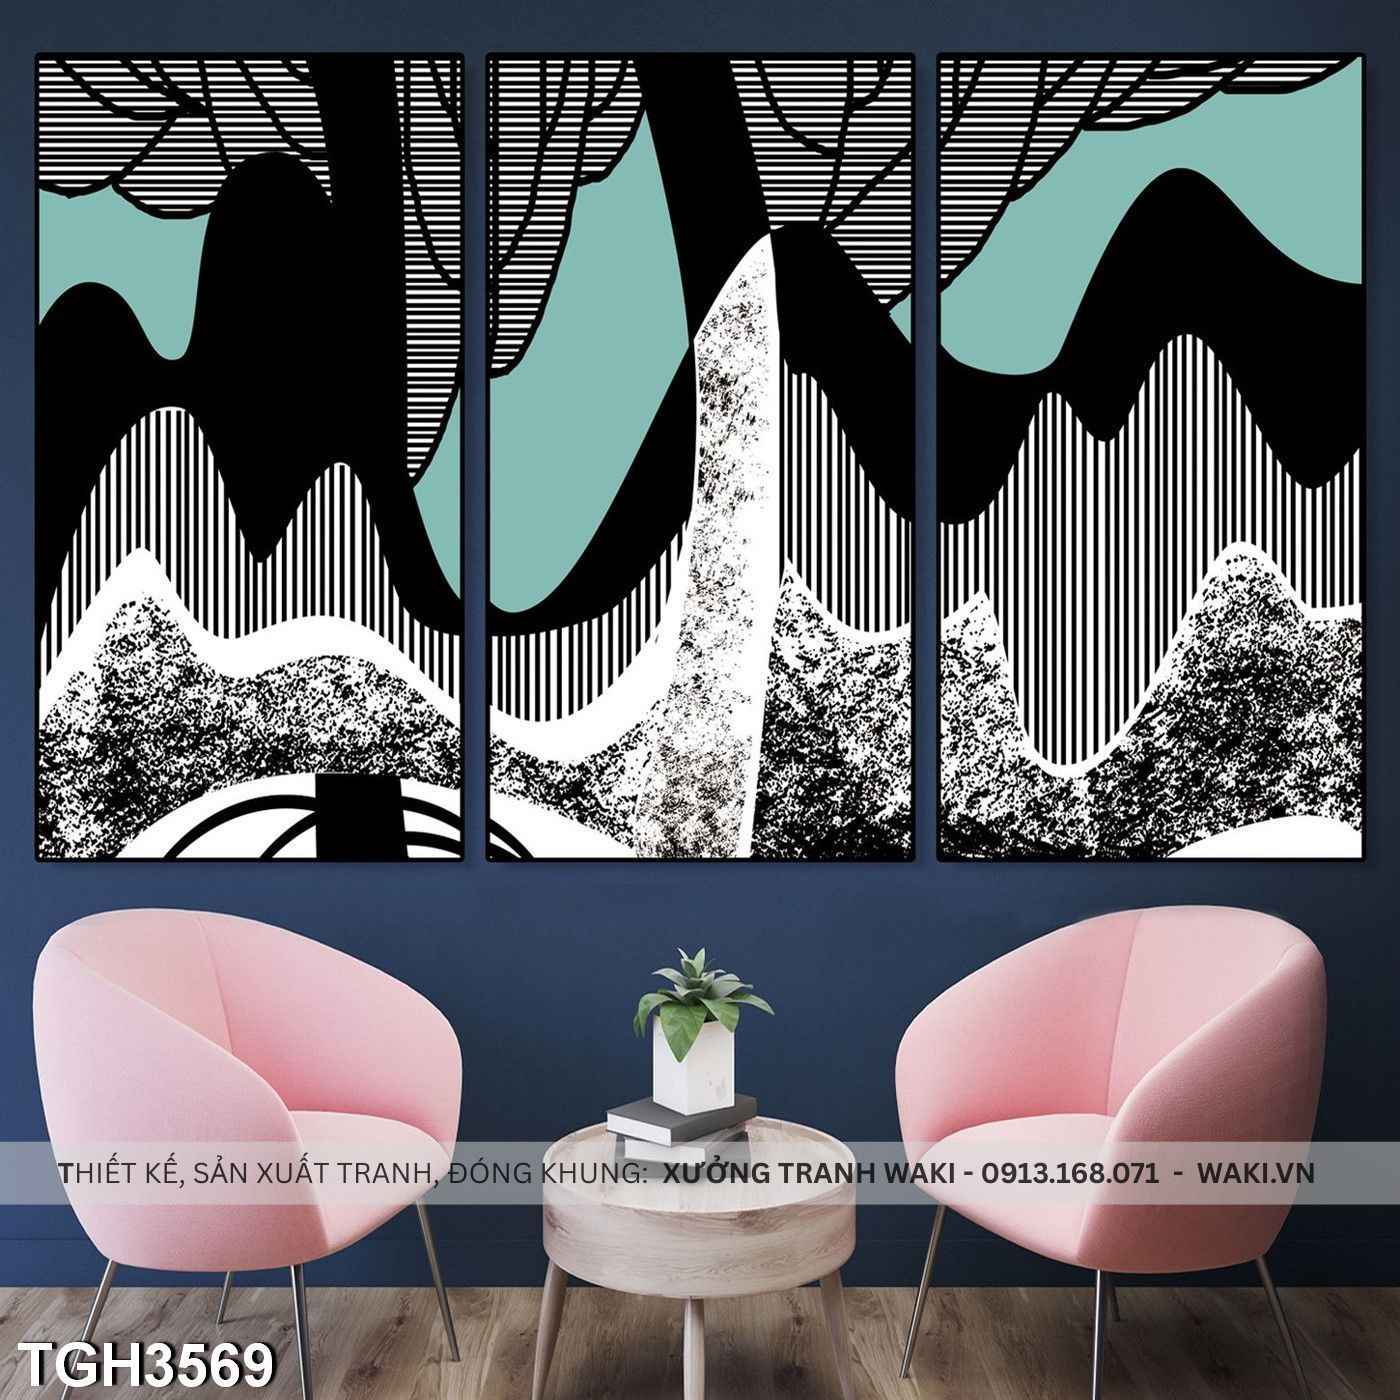 THIẾT KẾ, SẢN XUẤT TRANH, ĐÓNG KHUNG: XƯỞNG TRANH WAKI - 0913.168.071 - WAKI.VN
TGH3569